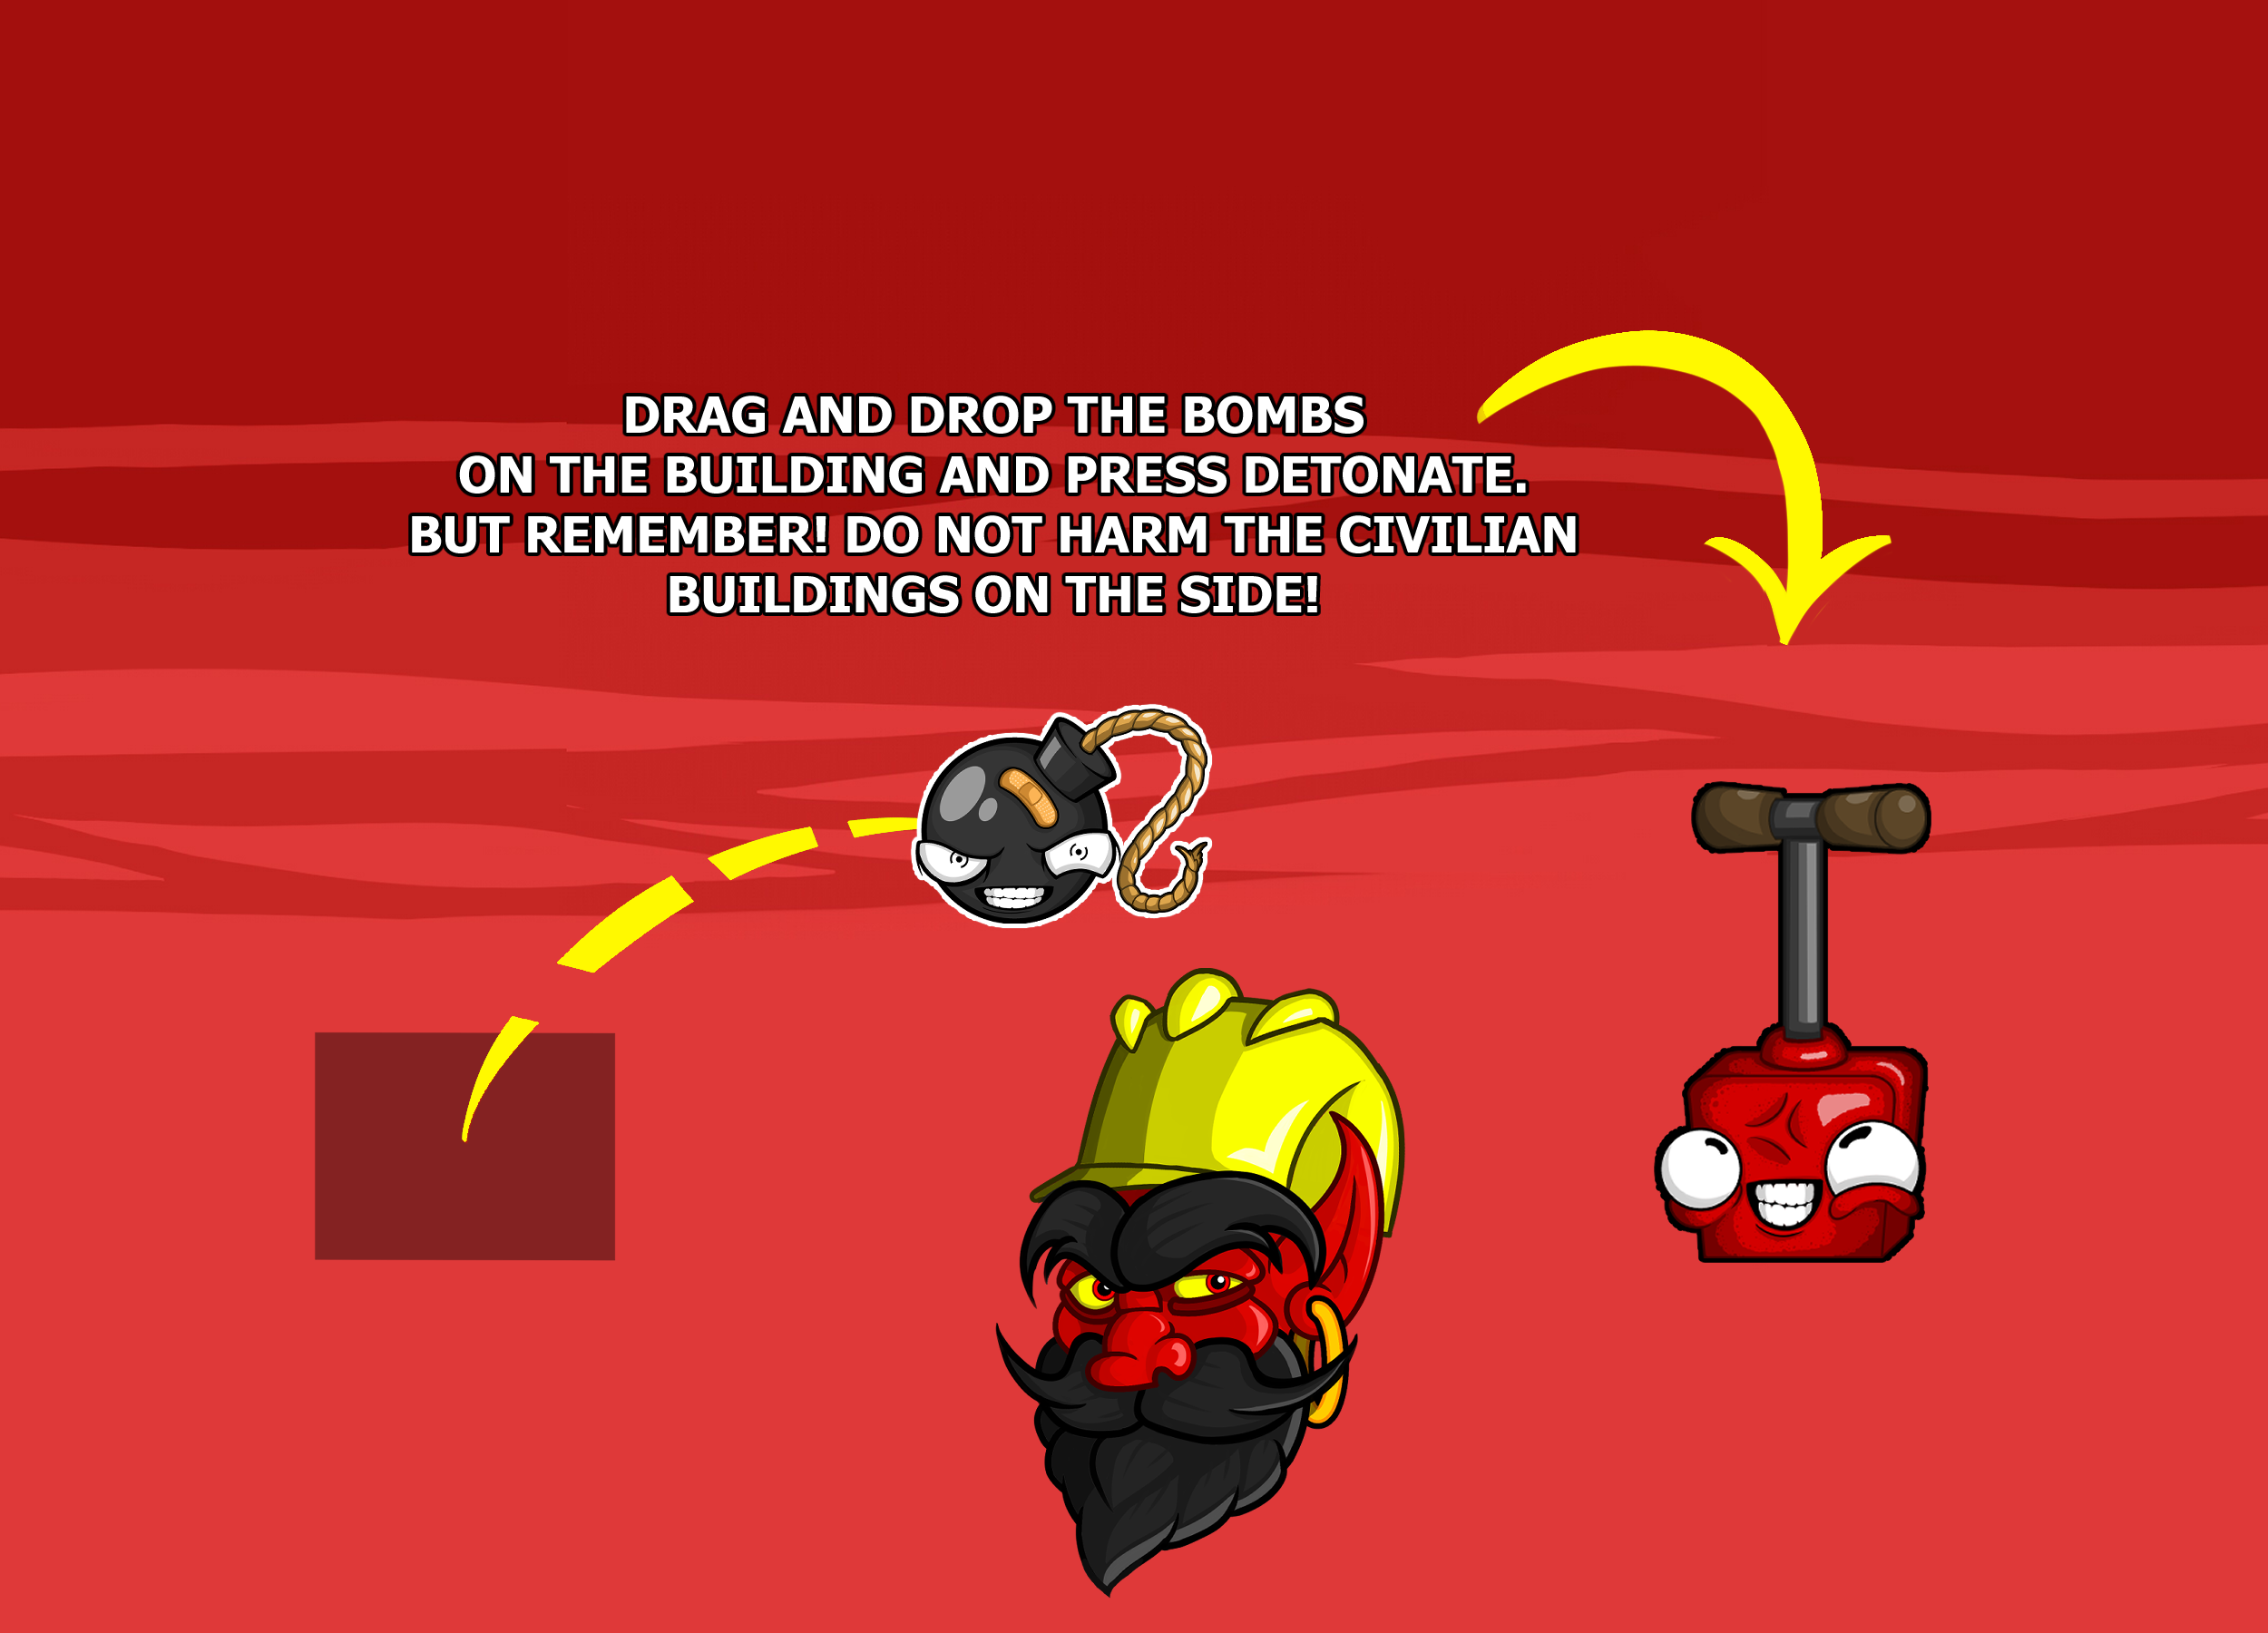 DRAG AND DROP THE BOMBS
ON THE BUILDING AND PRESS DETONATE.
BUT REMEMBER! DO NOT HARM THE CIVILIAN
BUILDINGS ON THE SIDE!